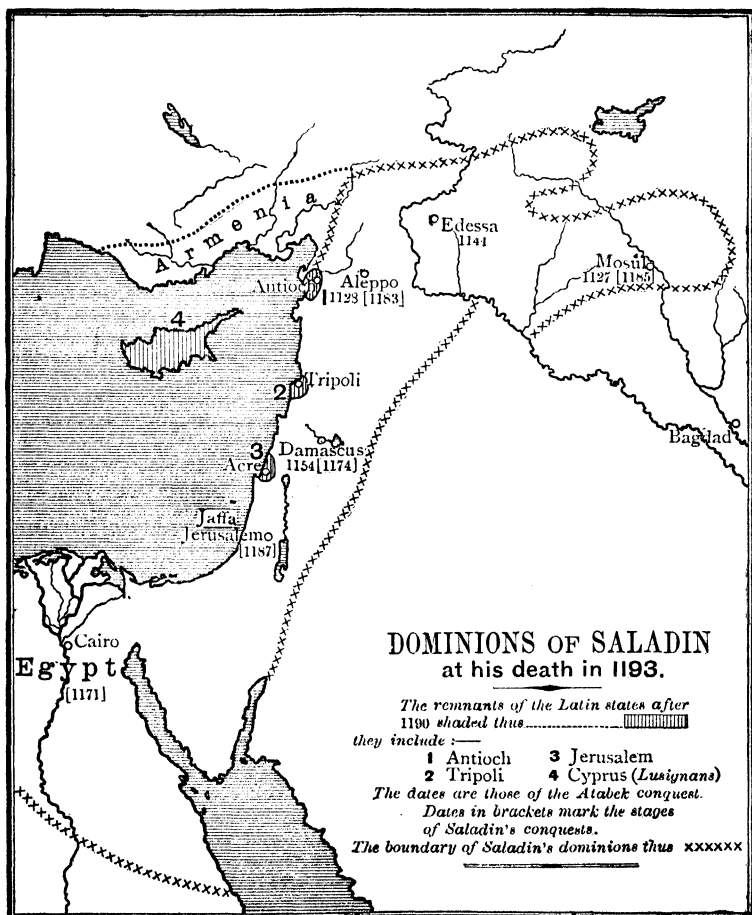 Armenia
Edessa
1144
Mosul
1127 [1185]
Antioch
1
Aleppo
1128 [1183]
4
Tripoli
2
3
Damascus
Acre
1154 [1174]
Bagdad
Jaffa
Jerusalem
[1187]
Cairo
Egypt
[1171]
DOMINIONS OF SALADIN
at his death in 1193.
The remnants of the Latin states after
1190 shaded thus
they include :—
1 Antioch 3 Jerusalem
2 Tripoli 4 Cyprus (Lusignans)
The dates are those of the Atabek conquest.
Dates in brackets mark the stages
of Saladin's conquests.
The boundary of Saladin's dominions thus xxxxxx